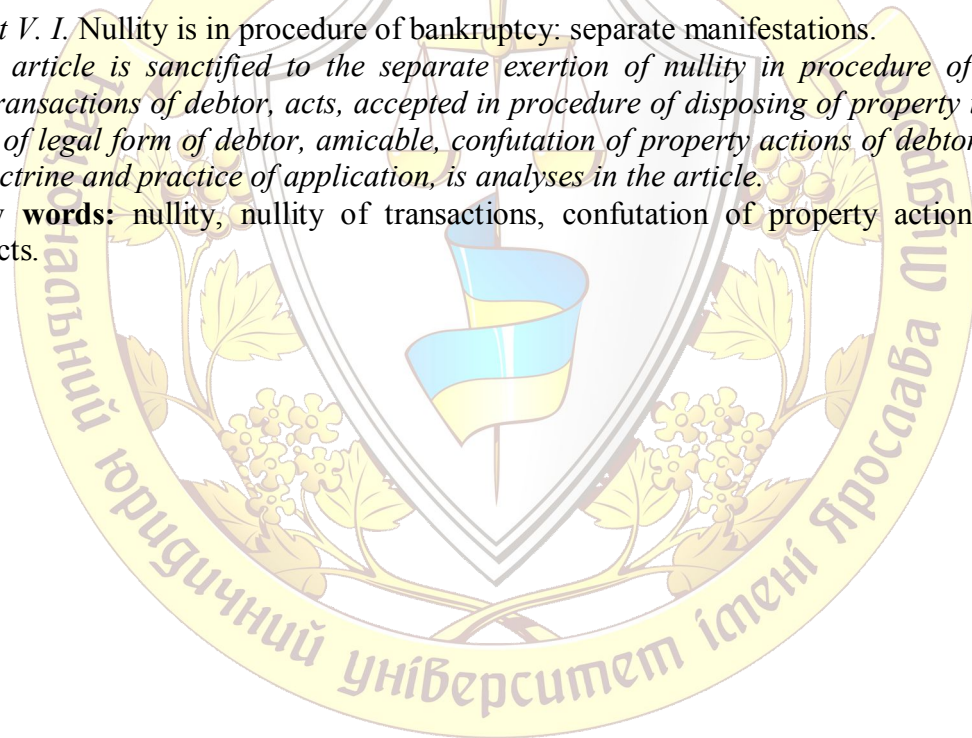 t V. I. Nullity is in procedure of bankruptcy: separate manifestations.
article is sanctified to the separate exertion of nullity in procedure of
ransactions of debtor, acts, accepted in procedure of disposing of property
of legal form of debtor, amicable, confutation of property actions of debtor
ctrine and practice of application, is analyses in the article.
words: nullity, nullity of transactions, confutation of property action
cts.
Національний юридичний університет імені Ярослава Мудрого